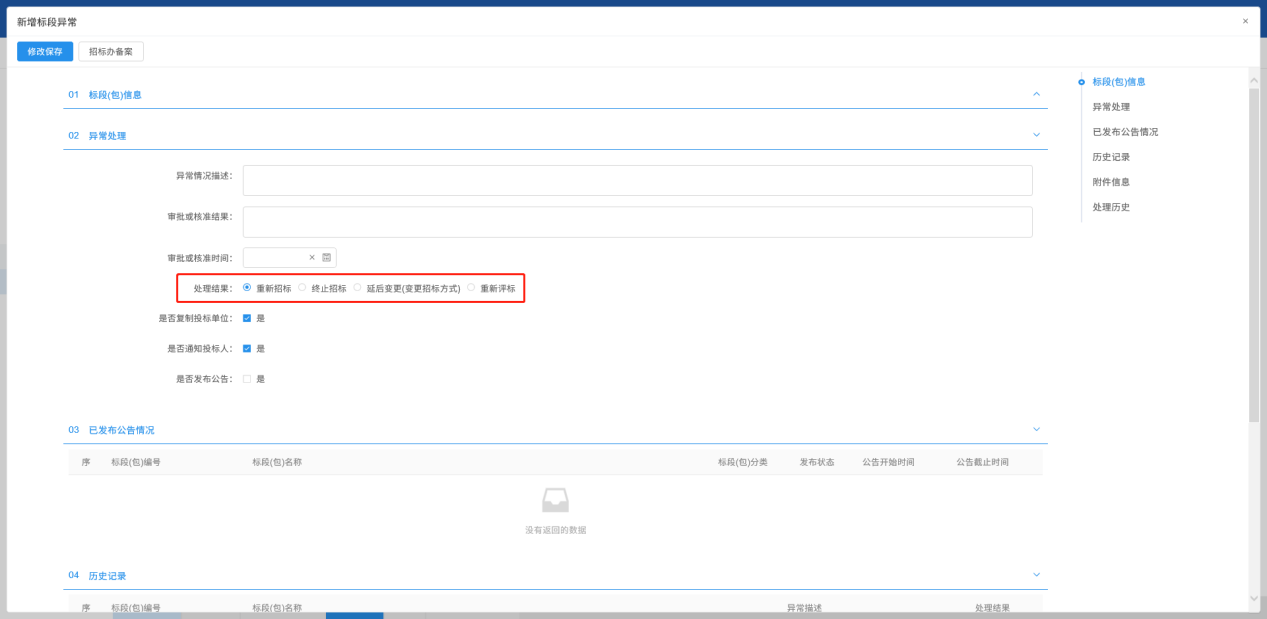 新增标段异常
×
修改保存 招标办备案
01 标段(包)信息
02 异常处理
异常情况描述:
审批或核准结果:
审批或核准时间:
处理结果: 重新招标 终止招标 延后变更(变更招标方式) 重新评标
是否复制投标单位: 是
是否通知投标人: 是
是否发布公告: 是
03 已发布公告情况
序 标段(包)编号 标段(包)名称 标段(包)分类 发布状态 公告开始时间 公告截止时间
没有返回的数据
04 历史记录
序 标段(包)编号 标段(包)名称 异常描述 处理结果
标段(包)信息
异常处理
已发布公告情况
历史记录
附件信息
处理历史